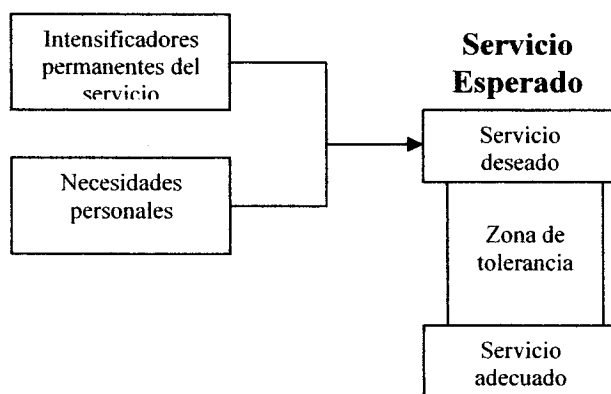 Intensificadores
permanentes del
servicio
Necesidades
personales
Servicio
Esperado
Servicio
deseado
Zona de
tolerancia
Servicio
adecuado